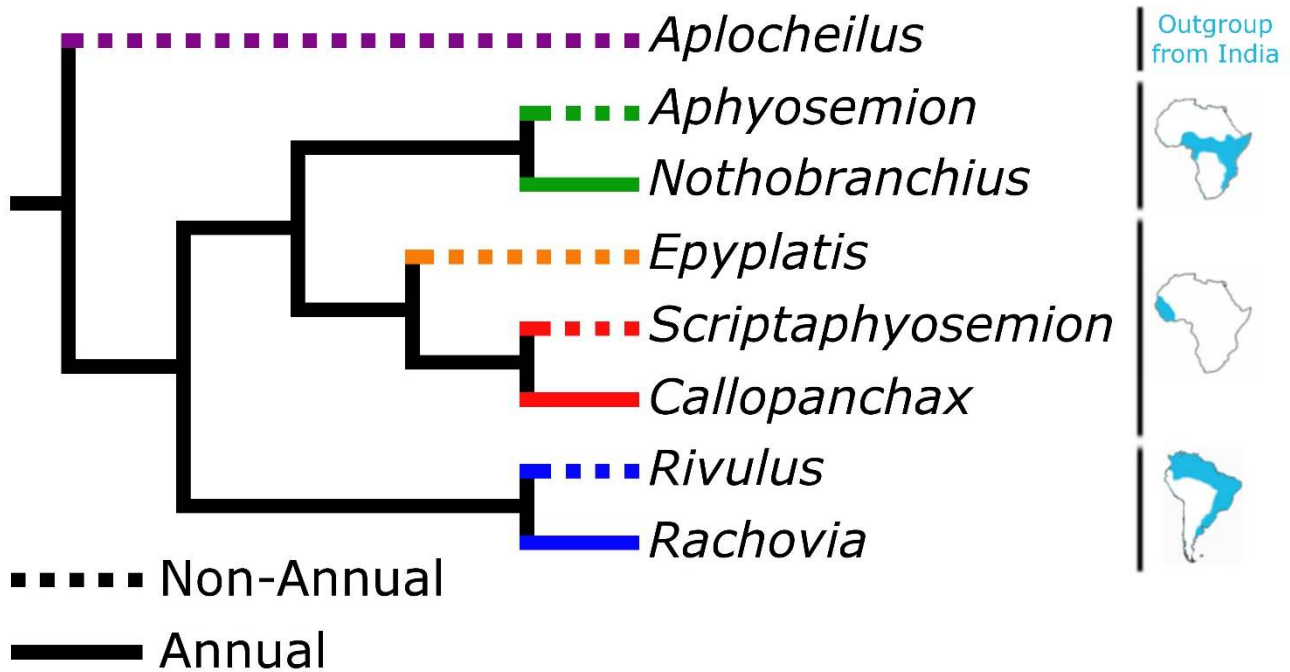 Aplocheilus
Outgroup
from India
Aphyosemion
Nothobranchius
Epyplatis
Scriptaphyosemion
Callopanchax
Rivulus
Rachovia
Non-Annual
Annual